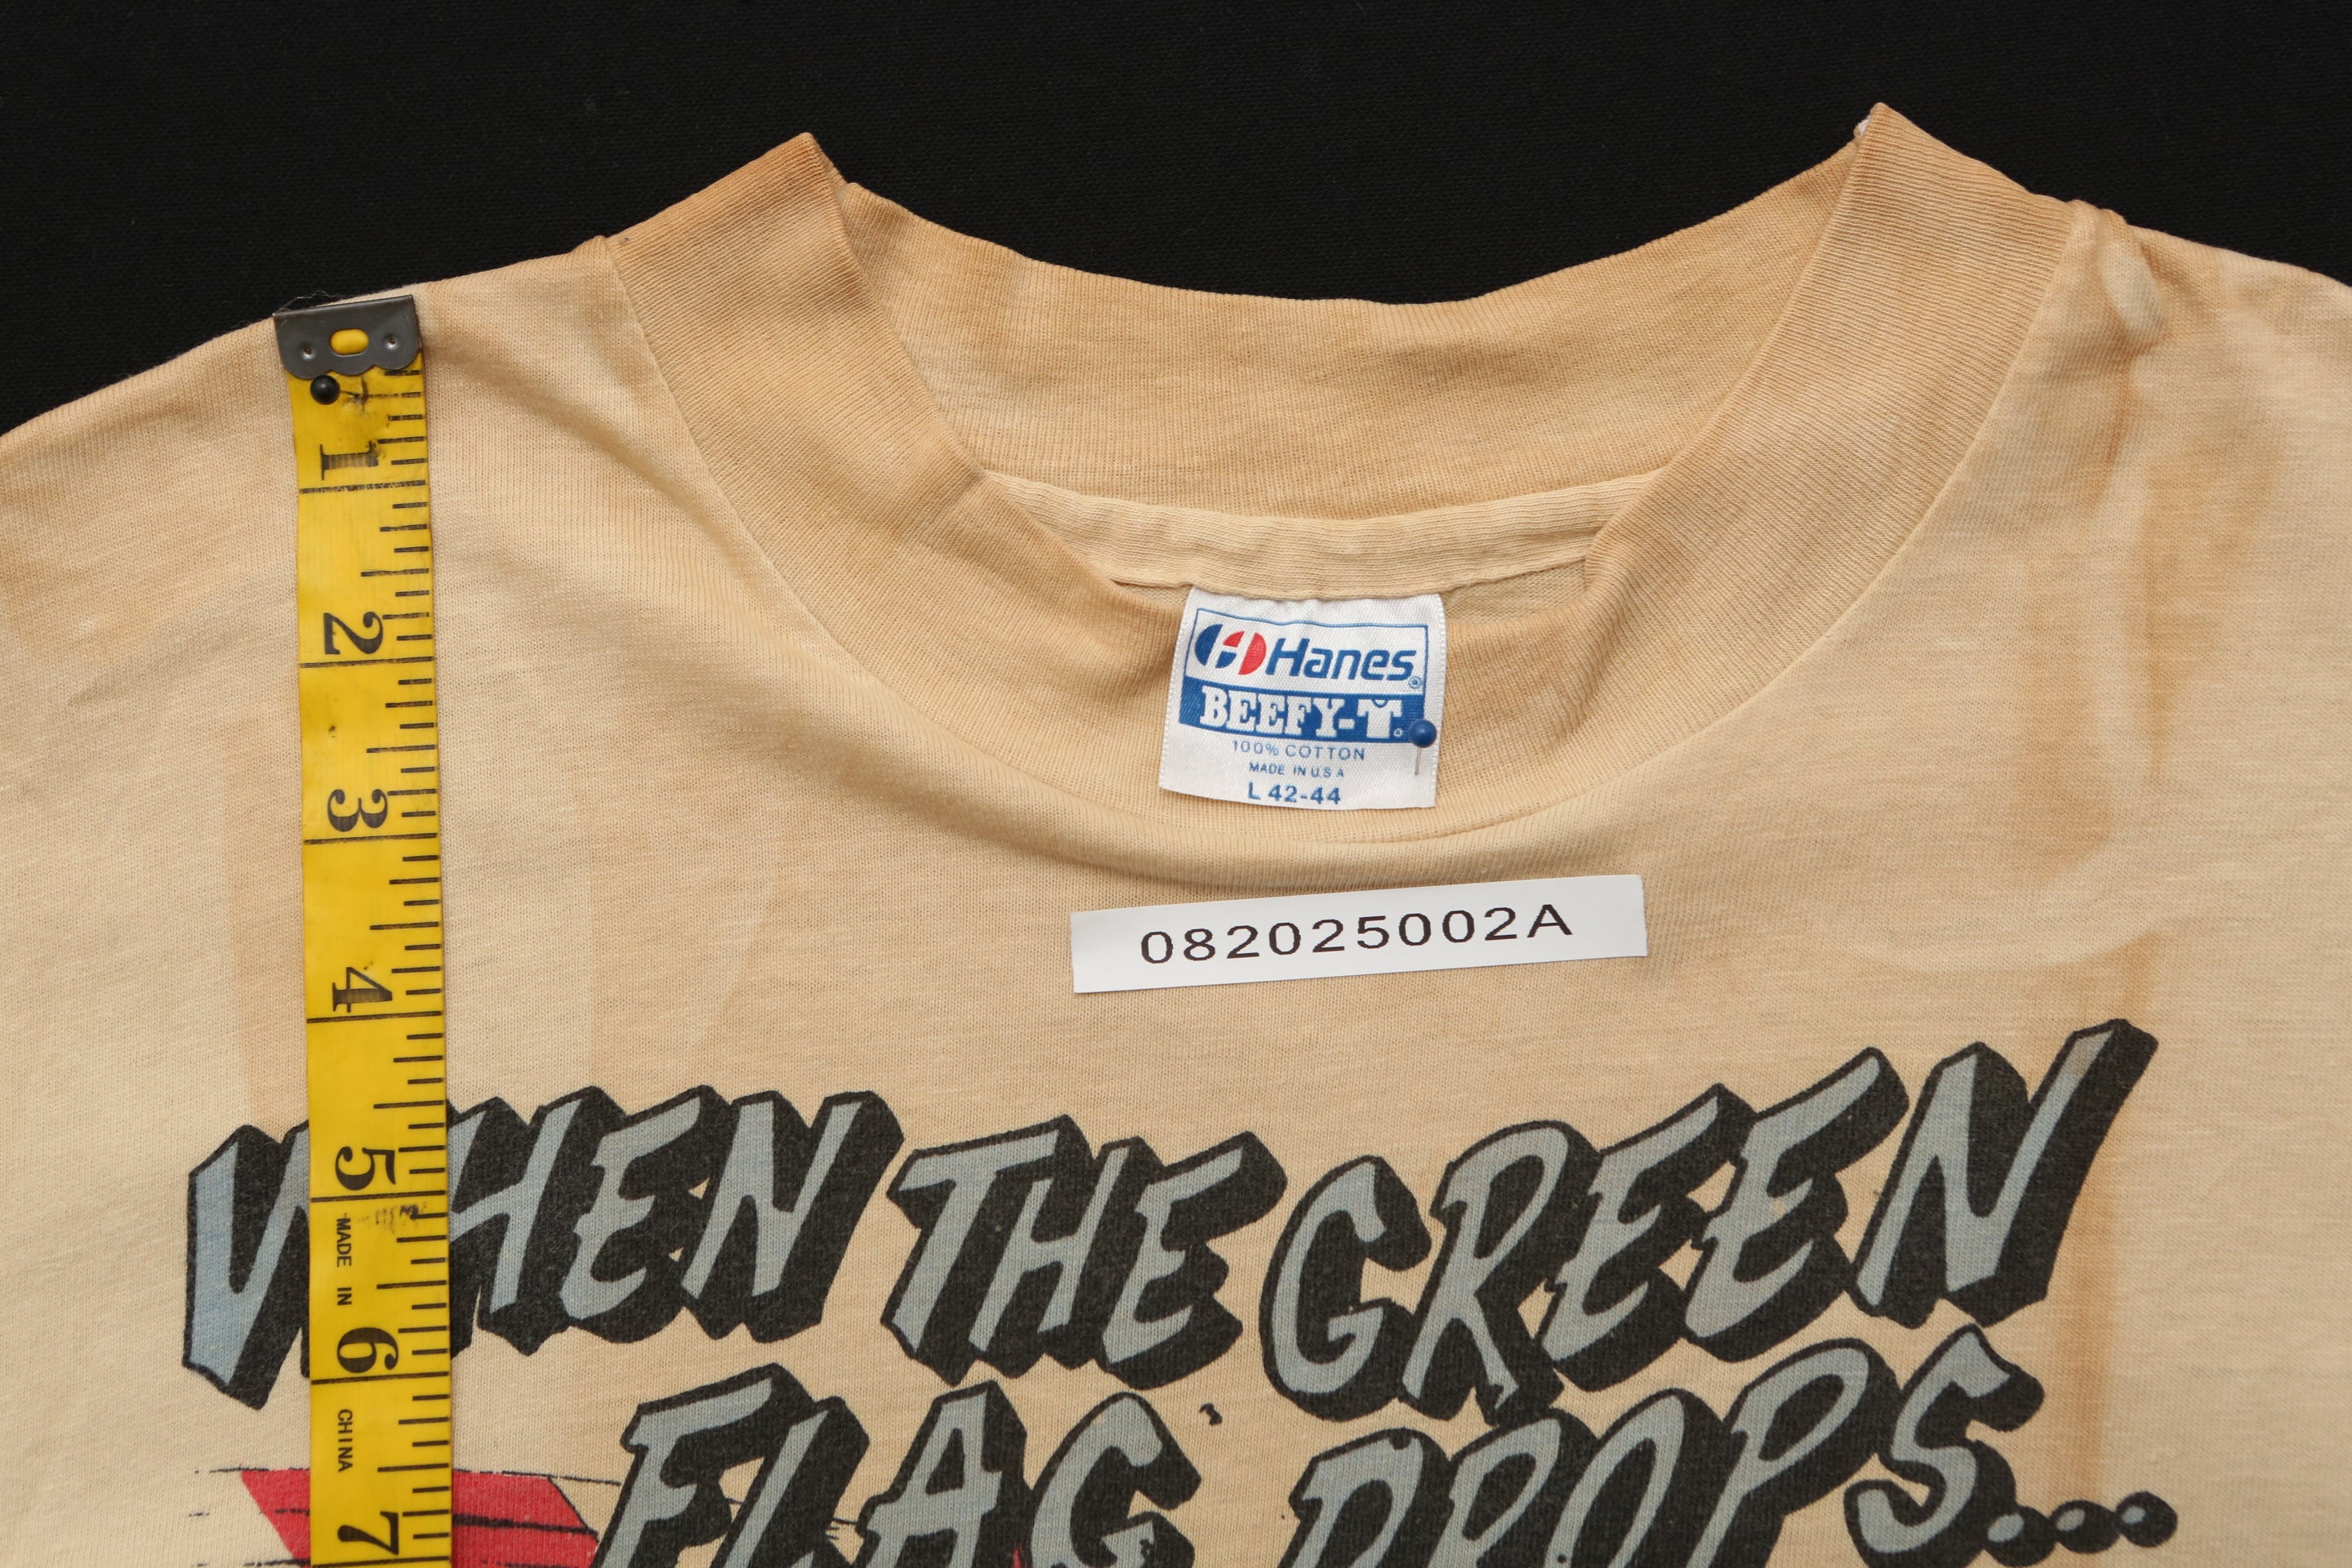 Hanes®
BEEFY-T.®
100% COTTON
MADE IN U.S.A
L 42-44
082025002A
WHEN THE GREEN
FLAG DROPS...
1
2
3
4
5
MADE IN
6
CHINA
7